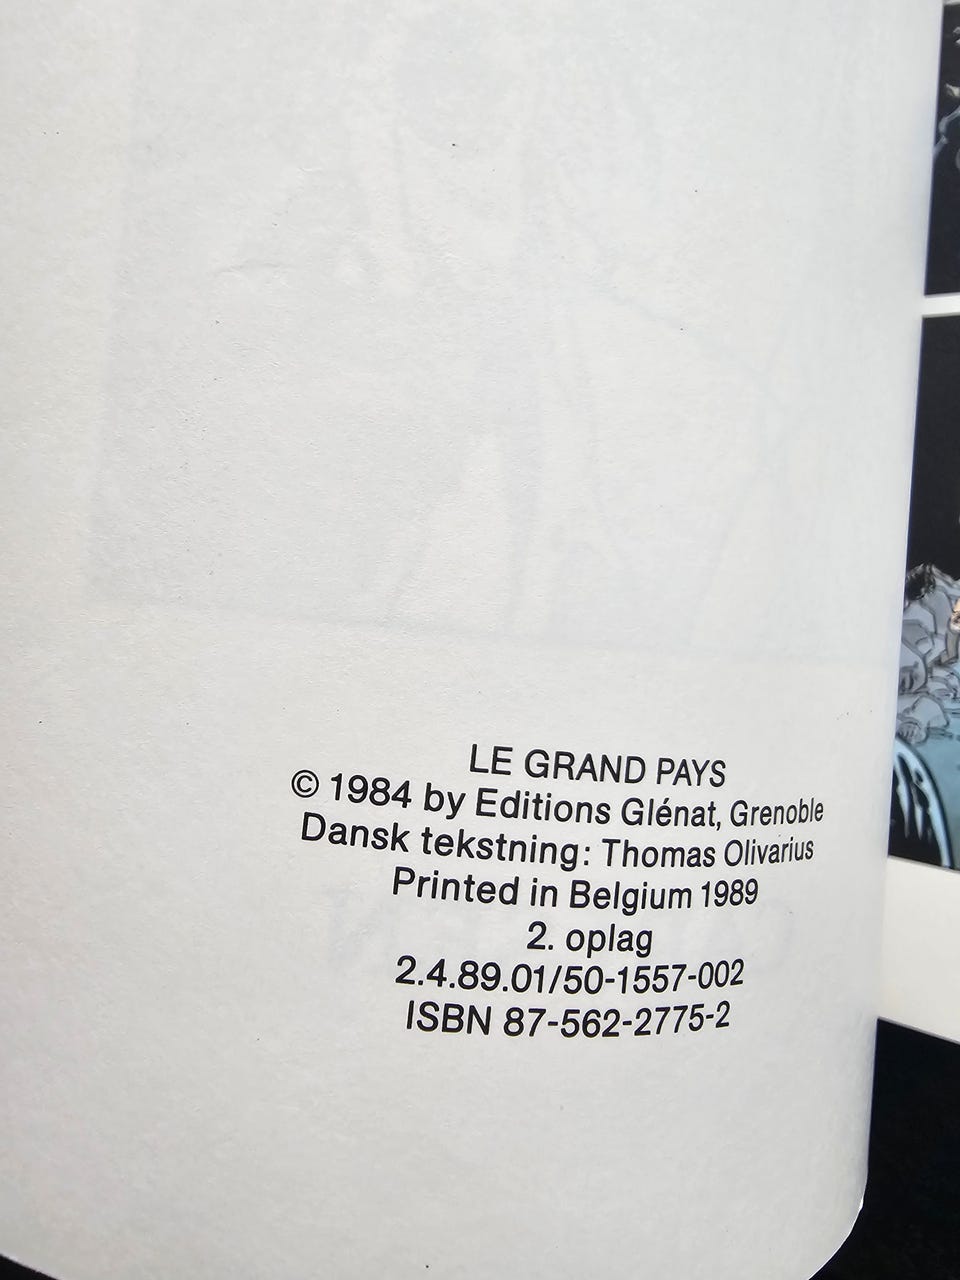 LE GRAND PAYS
© 1984 by Editions Glénat, Grenoble
Dansk tekstning: Thomas Olivarius
Printed in Belgium 1989
2. oplag
2.4.89.01/50-1557-002
ISBN 87-562-2775-2